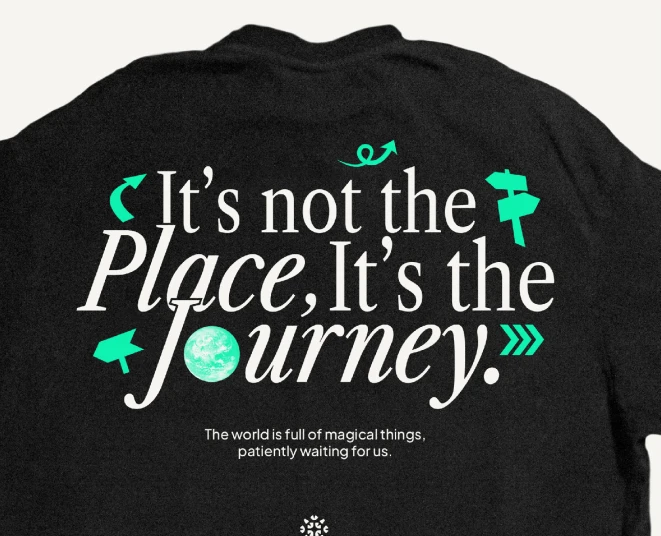 It's not the
Place, It's the
Journey.
The world is full of magical things,
patiently waiting for us.